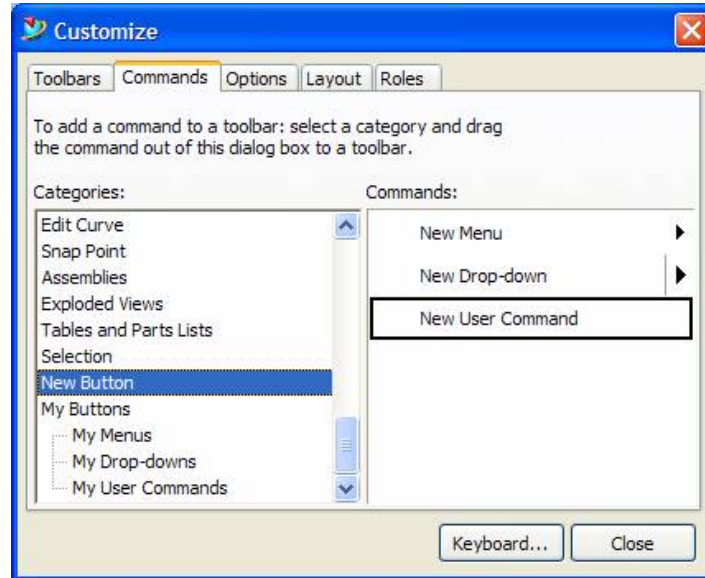 Customize
Toolbars Commands Options Layout Roles
To add a command to a toolbar: select a category and drag
the command out of this dialog box to a toolbar.
Categories:
Edit Curve
Snap Point
Assemblies
Exploded Views
Tables and Parts Lists
Selection
New Button
My Buttons
My Menus
My Drop-downs
My User Commands
Commands:
New Menu
New Drop-down
New User Command
Keyboard... Close